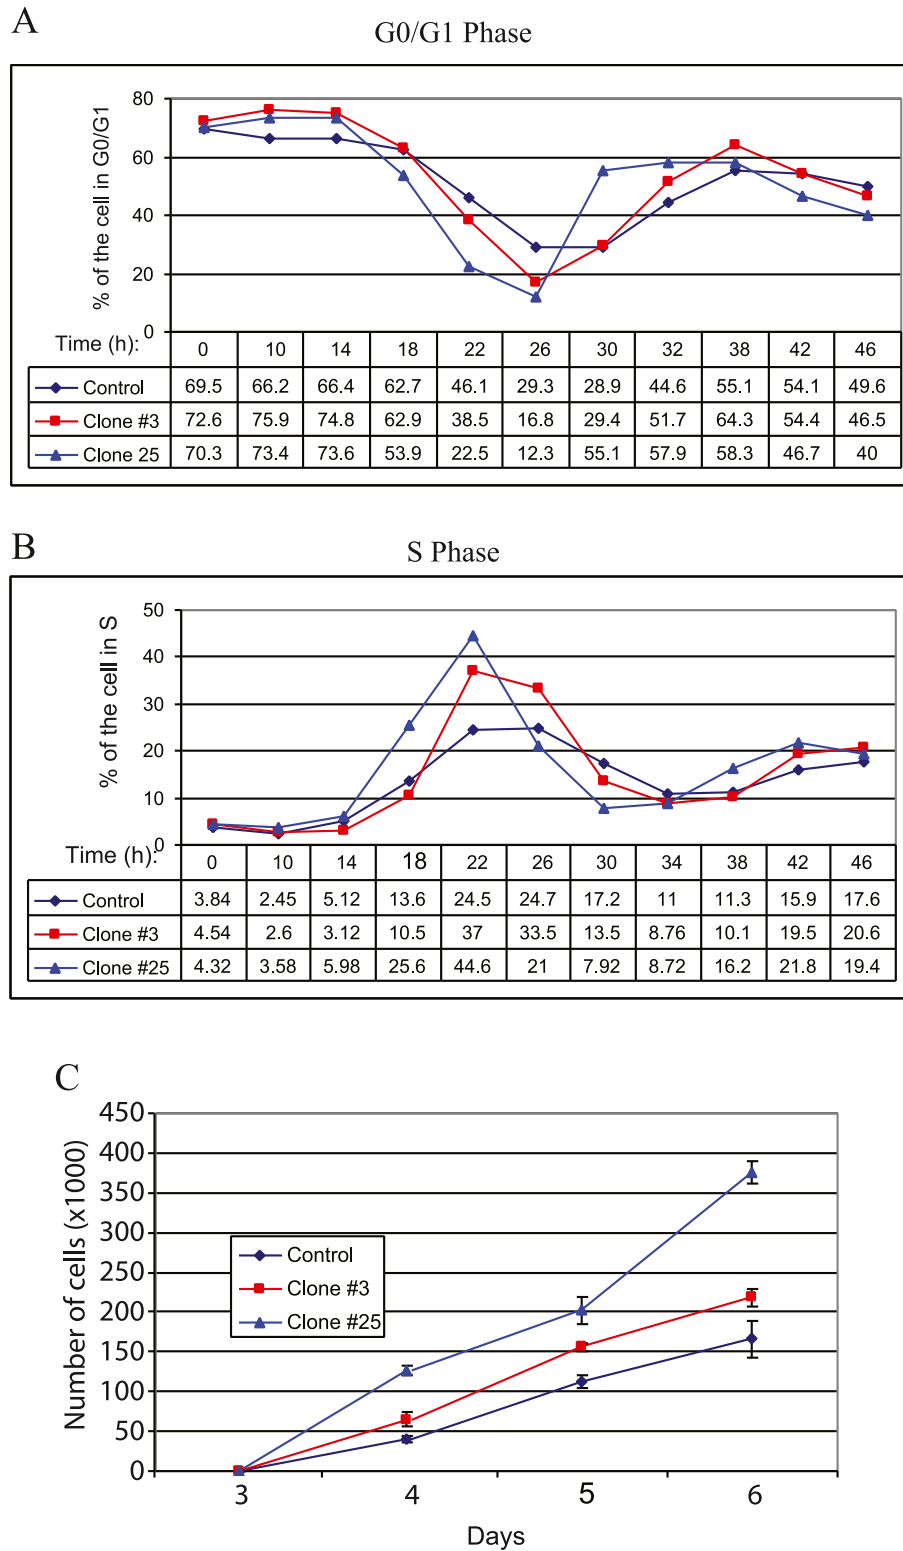 A
G0/G1 Phase
% of the cell in G0/G1
80
60
40
20
0
Time (h): 0 10 14 18 22 26 30 32 38 42 46
Control 69.5 66.2 66.4 62.7 46.1 29.3 28.9 44.6 55.1 54.1 49.6
Clone #3 72.6 75.9 74.8 62.9 38.5 16.8 29.4 51.7 64.3 54.4 46.5
Clone 25 70.3 73.4 73.6 53.9 22.5 12.3 55.1 57.9 58.3 46.7 40
B
S Phase
% of the cell in S
50
40
30
20
10
0
Time (h): 0 10 14 18 22 26 30 34 38 42 46
Control 3.84 2.45 5.12 13.6 24.5 24.7 17.2 11 11.3 15.9 17.6
Clone #3 4.54 2.6 3.12 10.5 37 33.5 13.5 8.76 10.1 19.5 20.6
Clone #25 4.32 3.58 5.98 25.6 44.6 21 7.92 8.72 16.2 21.8 19.4
C
Number of cells (x1000)
450
400
350
300
250
200
150
100
50
0
Control
Clone #3
Clone #25
3 4 5 6
Days